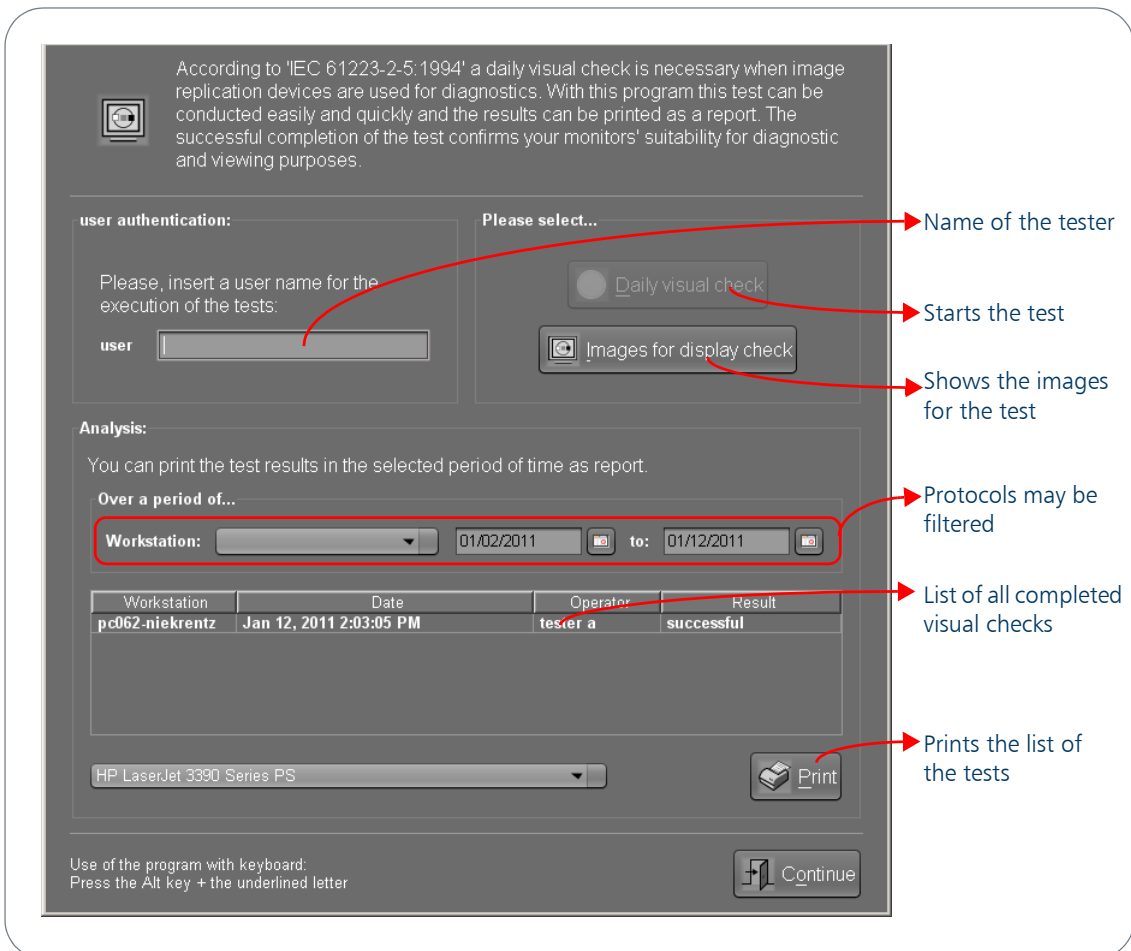 According to 'IEC 61223-2-5:1994' a daily visual check is necessary when image
replication devices are used for diagnostics. With this program this test can be
conducted easily and quickly and the results can be printed as a report. The
successful completion of the test confirms your monitors' suitability for diagnostic
and viewing purposes.
user authentication:
Please, insert a user name for the
execution of the tests:
user
Please select...
Daily visual check
Images for display check
Name of the tester
Starts the test
Shows the images
for the test
Analysis:
You can print the test results in the selected period of time as report.
Over a period of...
Workstation: 01/02/2011 to: 01/12/2011
Protocols may be
filtered
Workstation Date Operator Result
pc062-niekrentz Jan 12, 2011 2:03:05 PM tester a successful
List of all completed
visual checks
HP LaserJet 3390 Series PS
Print
Prints the list of
the tests
Use of the program with keyboard:
Press the Alt key + the underlined letter
Continue